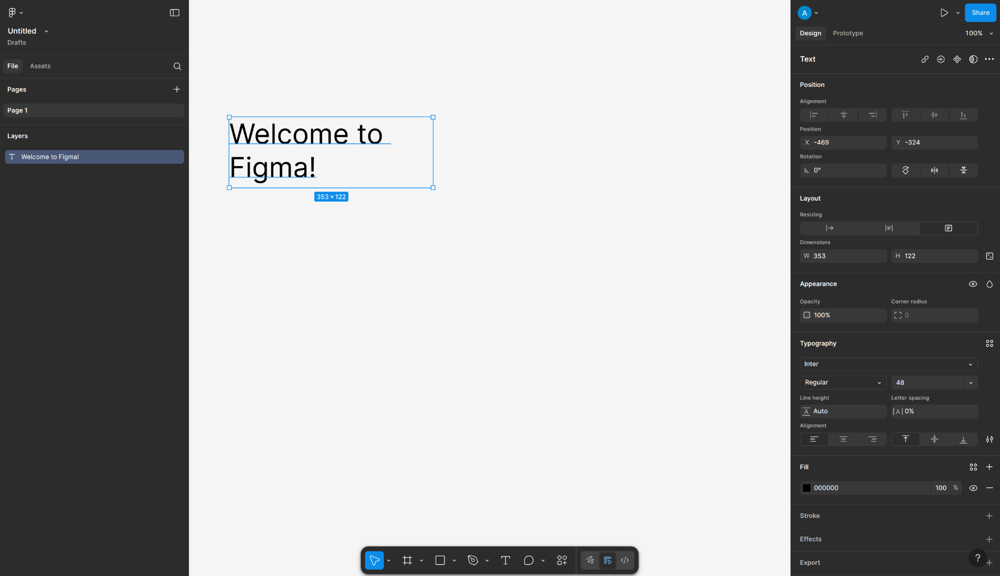 Untitled
Drafts
File
Assets
Pages
Page 1
Layers
T Welcome to Figma!
Welcome to
Figma!
353 × 122
A
Share
Design
Prototype
100%
Text
Position
Alignment
Position
X -469
Y -324
Rotation
0°
Layout
Resizing
Dimensions
W 353
H 122
Appearance
Opacity
Corner radius
100%
0
Typography
Inter
Regular
48
Line height
Letter spacing
A Auto
|A| 0%
Alignment
Fill
000000
100 %
Stroke
Effects
Export
?